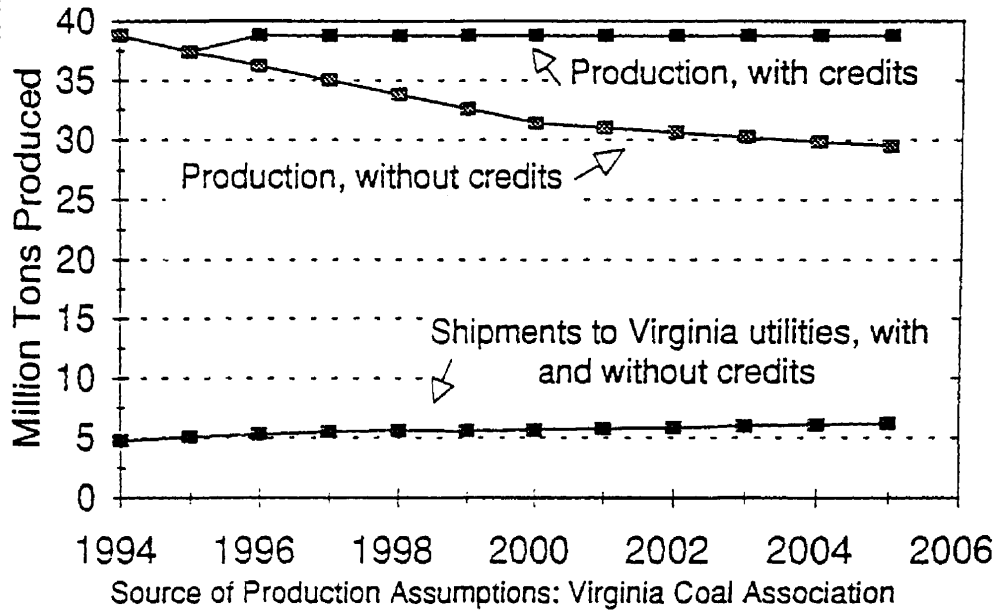 40
35
30
25
20
15
10
5
0
Million Tons Produced
Production, with credits
Production, without credits
Shipments to Virginia utilities, with
and without credits
1994 1996 1998 2000 2002 2004 2006
Source of Production Assumptions: Virginia Coal Association